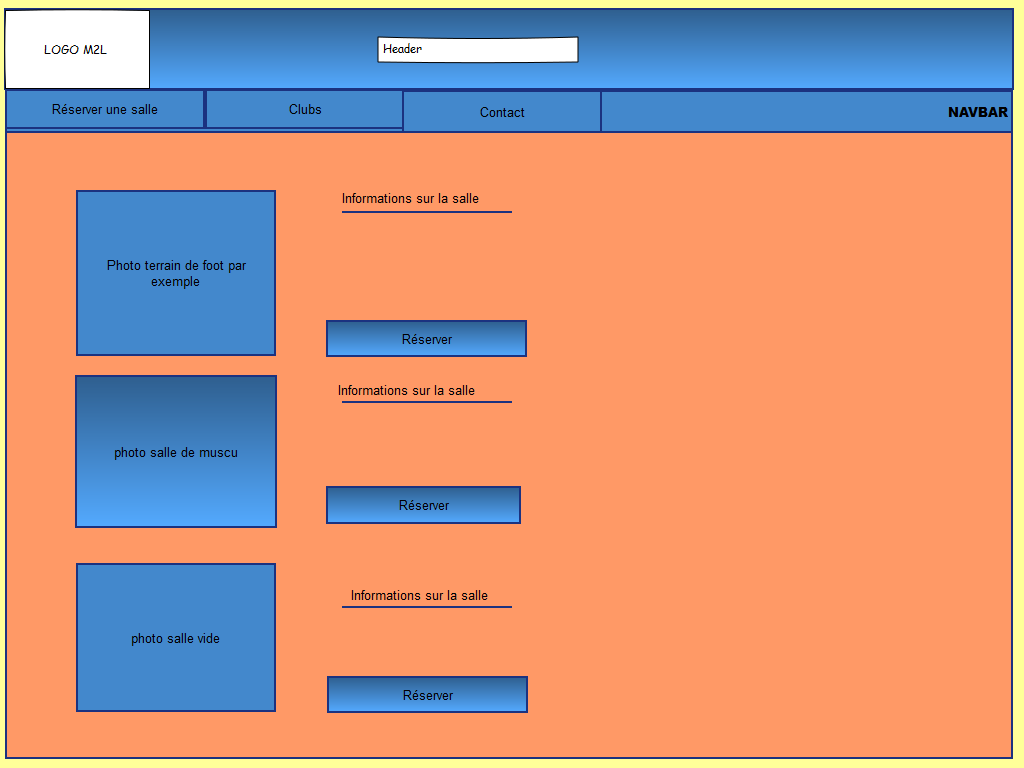 LOGO M2L
Header
Réserver une salle
Clubs
Contact
NAVBAR
Informations sur la salle
Photo terrain de foot par
exemple
Réserver
Informations sur la salle
photo salle de muscu
Réserver
Informations sur la salle
photo salle vide
Réserver